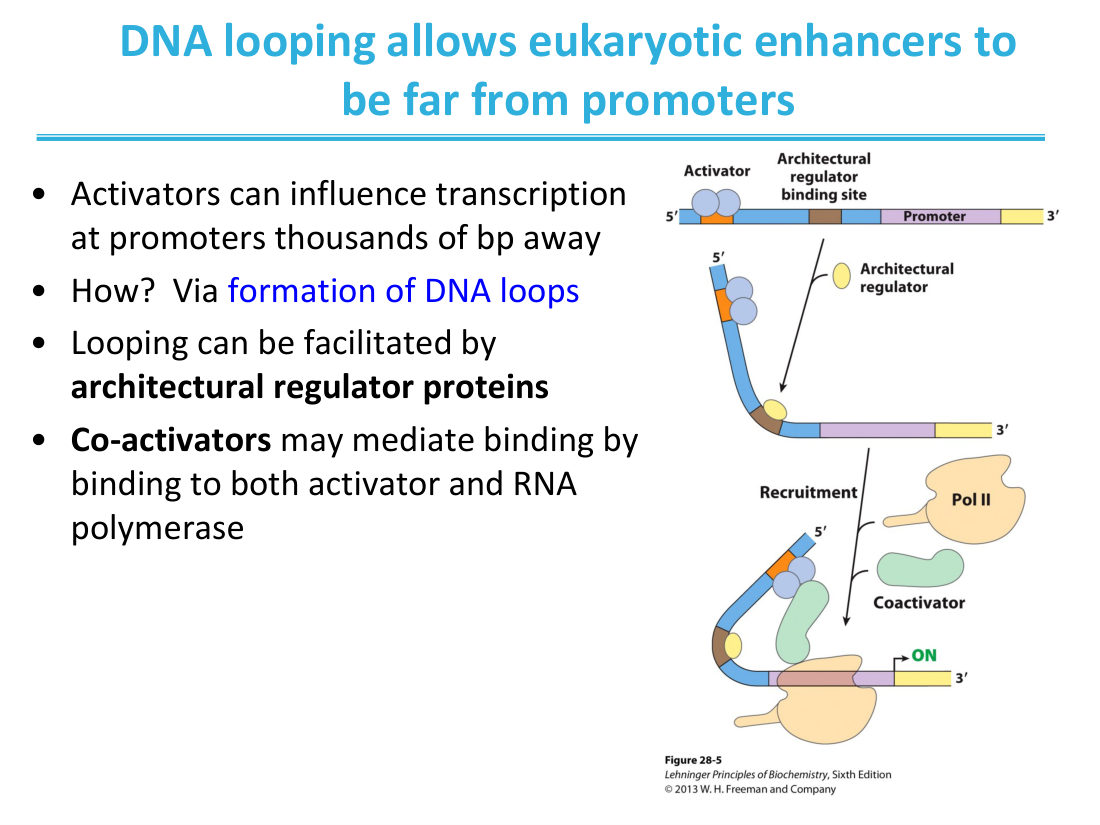 DNA looping allows eukaryotic enhancers to
be far from promoters
• Activators can influence transcription
at promoters thousands of bp away
• How? Via formation of DNA loops
• Looping can be facilitated by
architectural regulator proteins
• Co-activators may mediate binding by
binding to both activator and RNA
polymerase
Activator
Architectural
regulator
binding site
5′
Promoter
3′
5′
Architectural
regulator
3′
Recruitment
Pol II
5′
Coactivator
ON
3′
Figure 28-5
Lehninger Principles of Biochemistry, Sixth Edition
© 2013 W. H. Freeman and Company